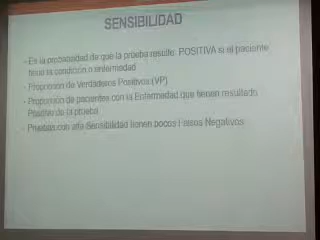 SENSIBILIDAD
- Es la probabilidad de que la prueba resulte POSITIVA si el paciente
tiene la condición o enfermedad
- Proporción de Verdaderos Positivos (VP)
- Proporción de pacientes con la Enfermedad que tienen resultado
Positivo de la prueba
- Pruebas con alta Sensibilidad tienen pocos Falsos Negativos